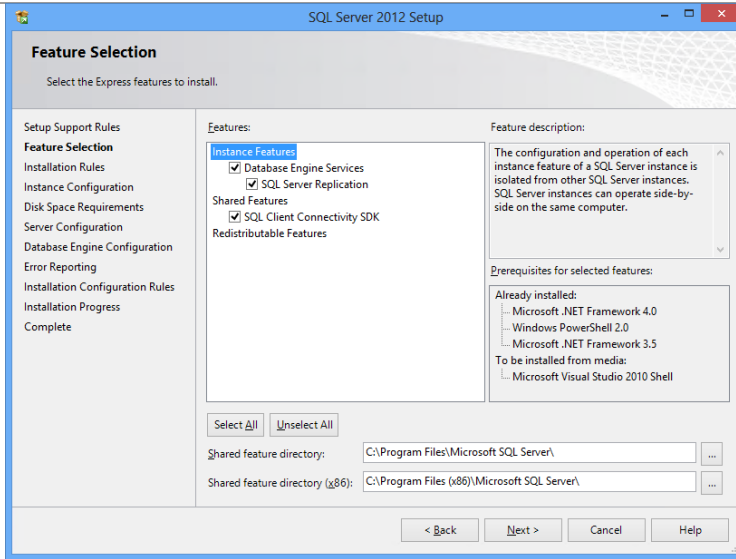 SQL Server 2012 Setup
Feature Selection
Select the Express features to install.
Setup Support Rules
Feature Selection
Installation Rules
Instance Configuration
Disk Space Requirements
Server Configuration
Database Engine Configuration
Error Reporting
Installation Configuration Rules
Installation Progress
Complete
Features:
Instance Features
Database Engine Services
SQL Server Replication
Shared Features
SQL Client Connectivity SDK
Redistributable Features
Feature description:
The configuration and operation of each
instance feature of a SQL Server instance is
isolated from other SQL Server instances.
SQL Server instances can operate side-by-
side on the same computer.
Prerequisites for selected features:
Already installed:
Microsoft .NET Framework 4.0
Windows PowerShell 2.0
Microsoft .NET Framework 3.5
To be installed from media:
Microsoft Visual Studio 2010 Shell
Select All
Unselect All
Shared feature directory:
C:\Program Files\Microsoft SQL Server\
...
Shared feature directory (x86):
C:\Program Files (x86)\Microsoft SQL Server\
...
< Back
Next >
Cancel
Help